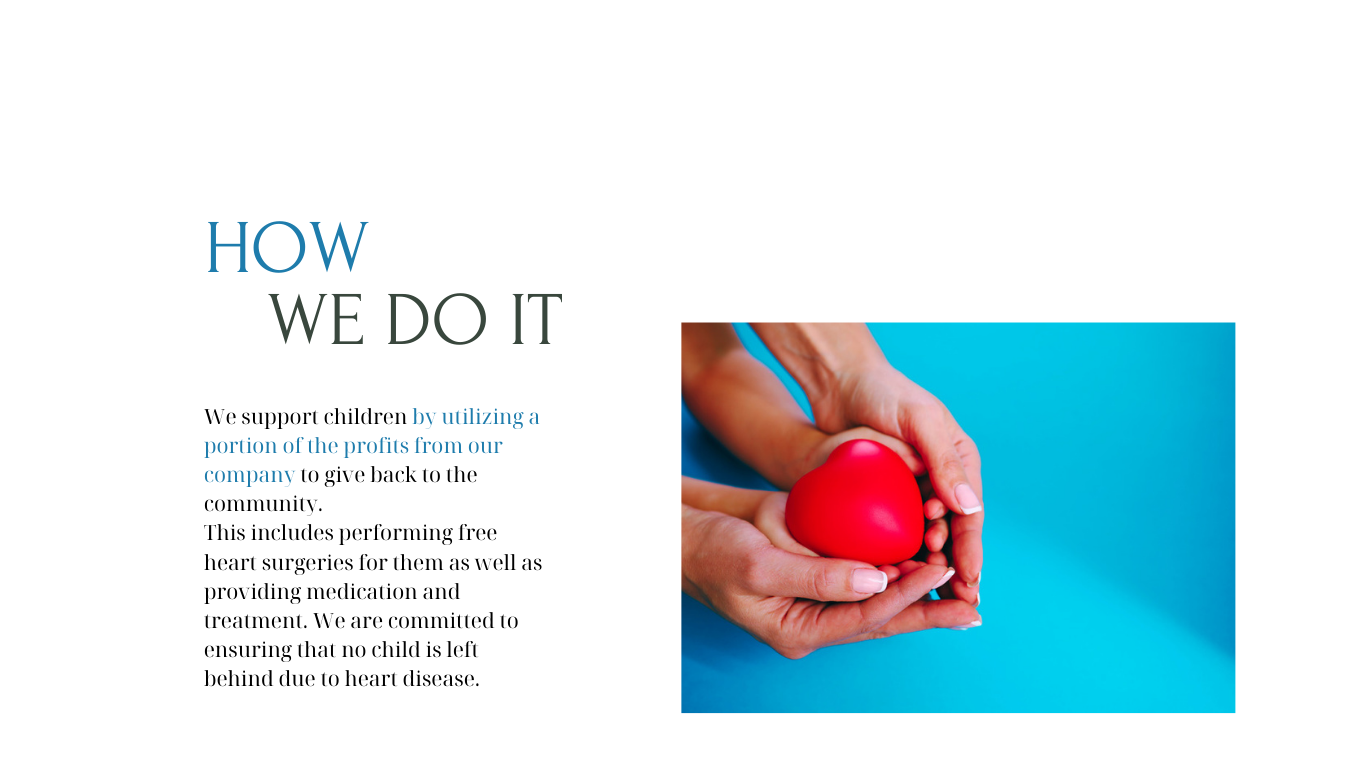 HOW
WE DO IT
We support children by utilizing a
portion of the profits from our
company to give back to the
community.
This includes performing free
heart surgeries for them as well as
providing medication and
treatment. We are committed to
ensuring that no child is left
behind due to heart disease.